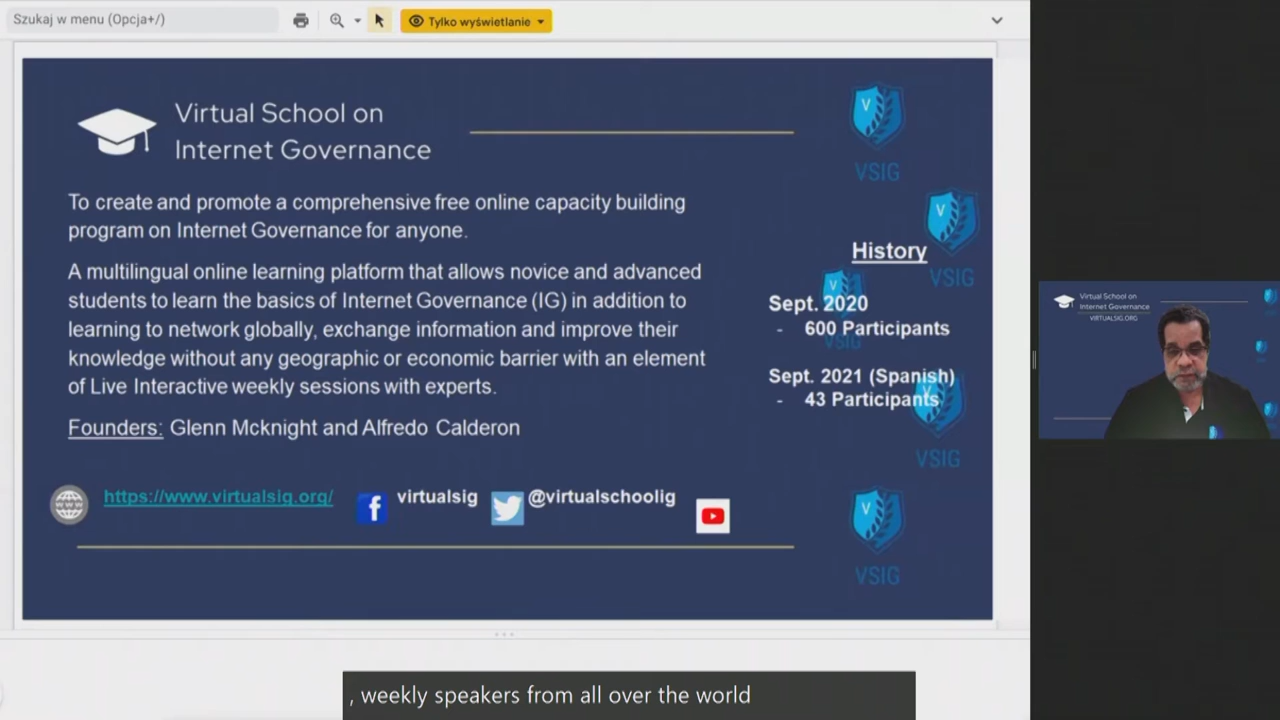 Szukaj w menu (Opcja+/)
Tylko wyświetlanie
Virtual School on
Internet Governance
To create and promote a comprehensive free online capacity building
program on Internet Governance for anyone.
A multilingual online learning platform that allows novice and advanced
students to learn the basics of Internet Governance (IG) in addition to
learning to network globally, exchange information and improve their
knowledge without any geographic or economic barrier with an element
of Live Interactive weekly sessions with experts.
Founders: Glenn Mcknight and Alfredo Calderon
https://www.virtualsig.org/
virtualsig
@virtualschoolig
WWW
V
VSIG
V
VSIG
History
V
VSIG
Sept. 2020
- 600 Participants
Sept. 2021 (Spanish)
- 43 Participants
VSIG
V
VSIG
Virtual School on
Internet Governance
VIRTUALSIG.ORG
, weekly speakers from all over the world